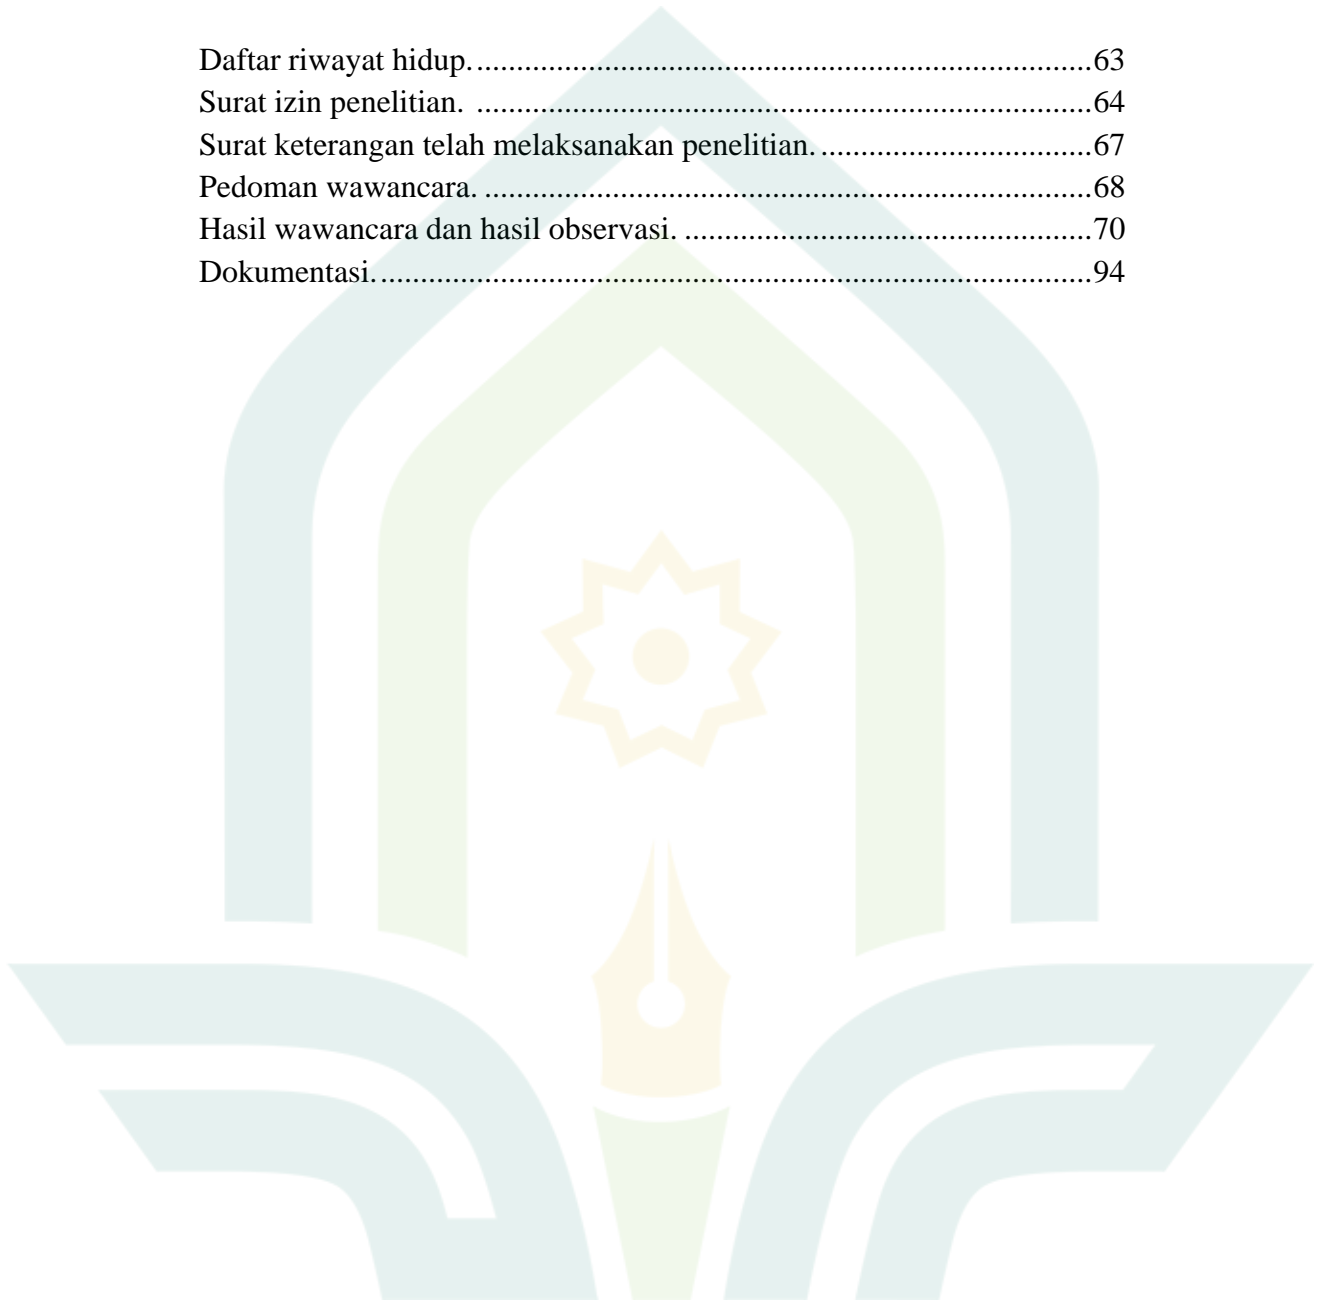 Daftar riwayat hidup...............................................................................63
Surat izin penelitian. ..............................................................................64
Surat keterangan telah melaksanakan penelitian...................................67
Pedoman wawancara. .............................................................................68
Hasil wawancara dan hasil observasi. ....................................................70
Dokumentasi...........................................................................................94